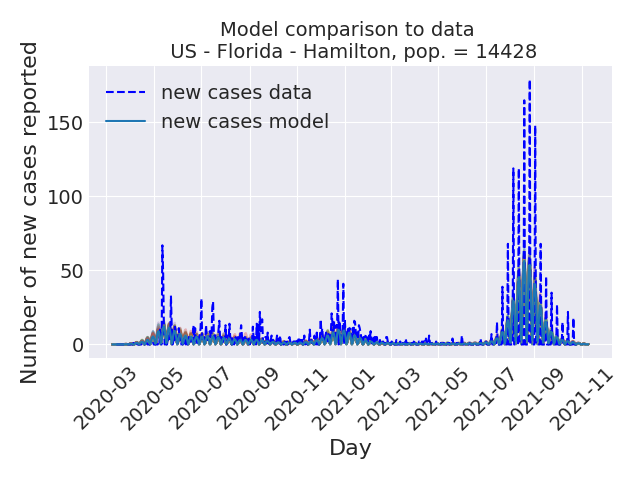 Model comparison to data
US - Florida - Hamilton, pop. = 14428
Number of new cases reported
new cases data
new cases model
150
100
50
0
2020-03
2020-05
2020-07
2020-09
2020-11
2021-01
2021-03
2021-05
2021-07
2021-09
2021-11
Day